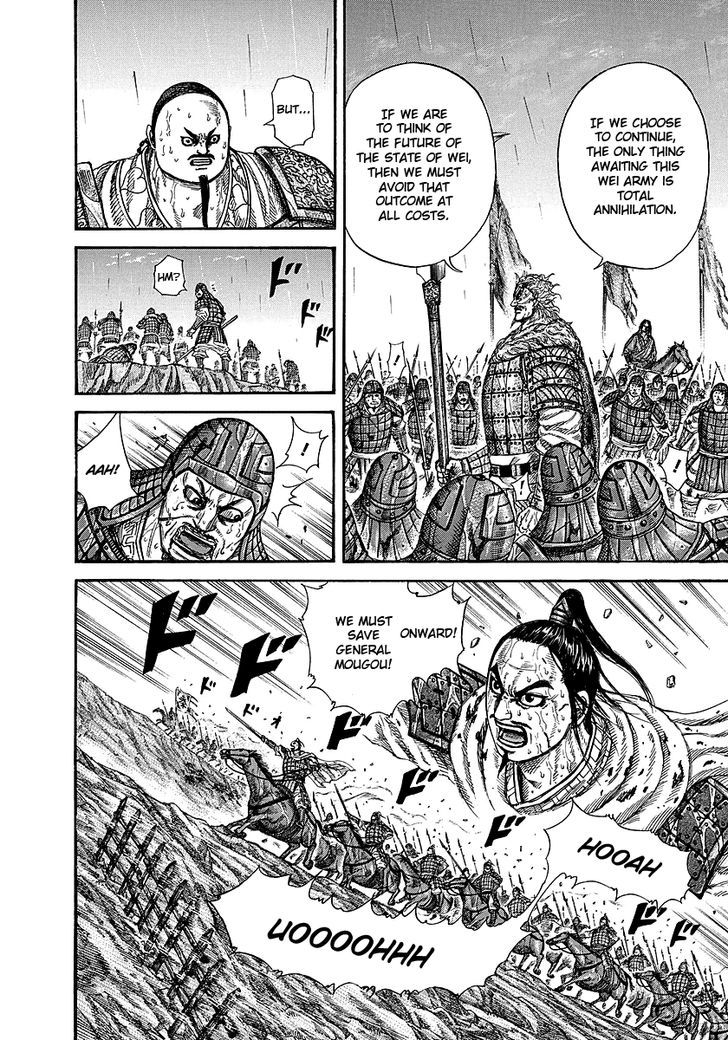 IF WE CHOOSE
TO CONTINUE,
THE ONLY THING
AWAITING THIS
WEI ARMY IS
TOTAL
ANNIHILATION.
IF WE ARE
TO THINK OF
THE FUTURE OF
THE STATE OF WEI,
THEN WE MUST
AVOID THAT
OUTCOME AT
ALL COSTS.
!
!
BUT...
HM?
ドドド
!
AAH!
ONWARD!
WE MUST
SAVE
GENERAL
MOUGOU!
ドドドドドドドド
HOOAH
UOOOOHHH